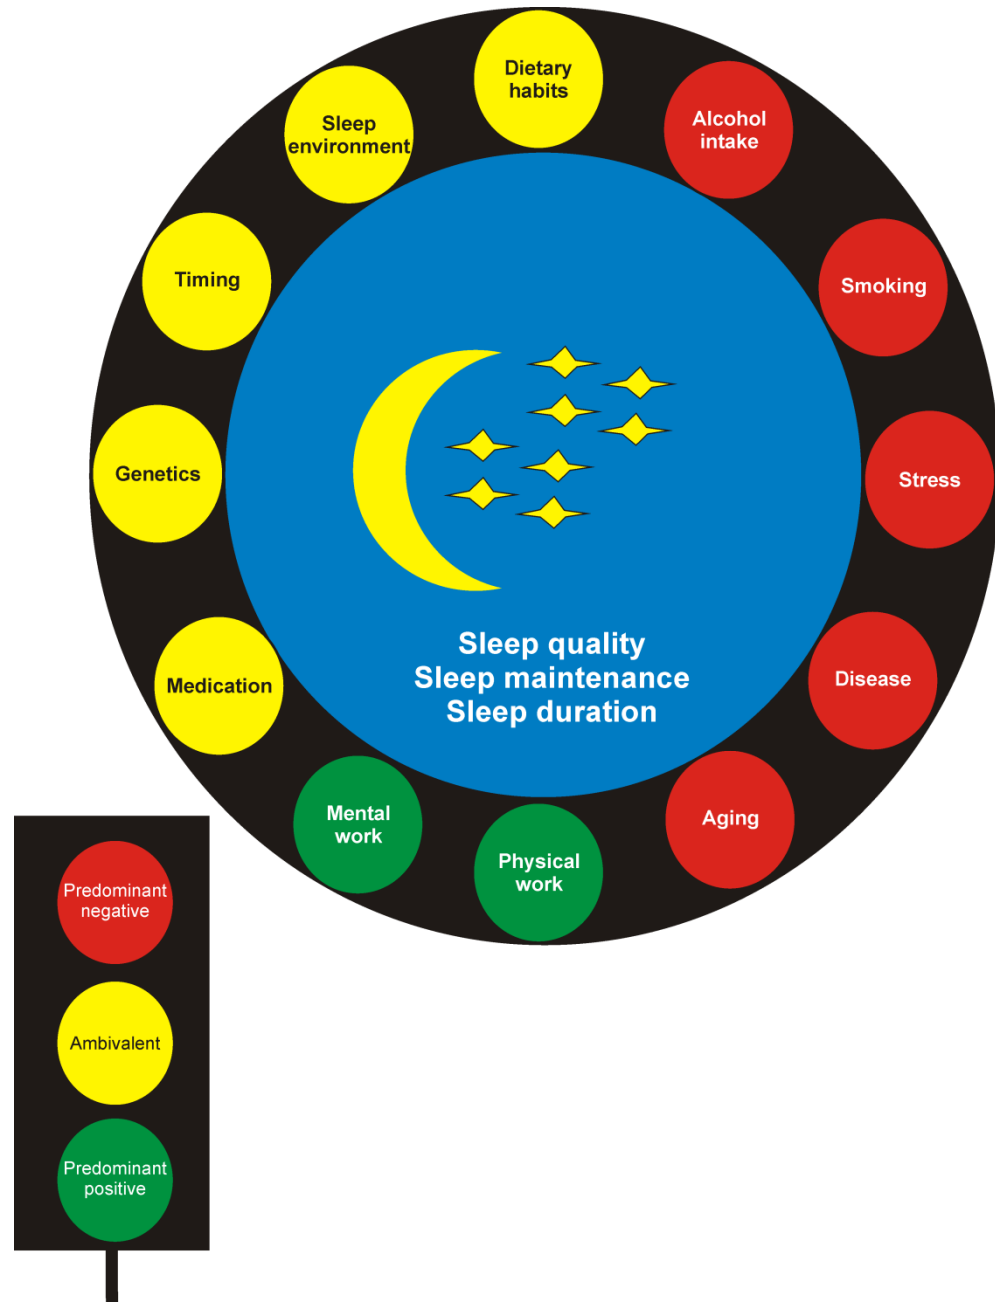 Dietary
habits
Alcohol
intake
Smoking
Stress
Disease
Aging
Physical
work
Mental
work
Medication
Genetics
Timing
Sleep
environment
Sleep quality
Sleep maintenance
Sleep duration
Predominant
negative
Ambivalent
Predominant
positive